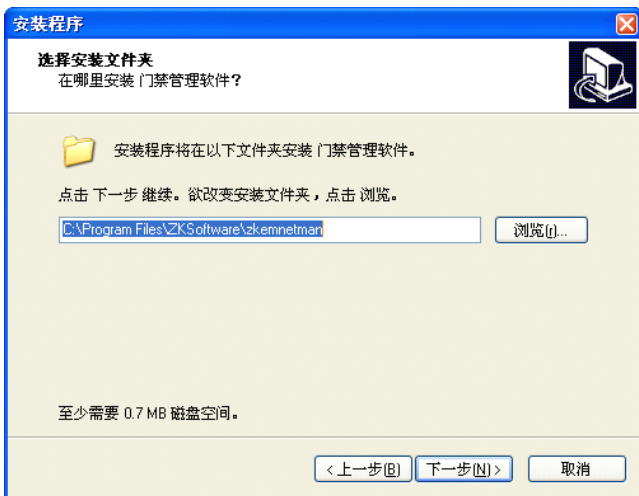 安装程序
选择安装文件夹
在哪里安装 门禁管理软件?
安装程序将在以下文件夹安装 门禁管理软件。
点击 下一步 继续。欲改变安装文件夹，点击 浏览。
C:\Program Files\ZKSoftware\zkemnetman
浏览(r)...
至少需要 0.7 MB 磁盘空间。
<上一步(B) 下一步(N)> 取消